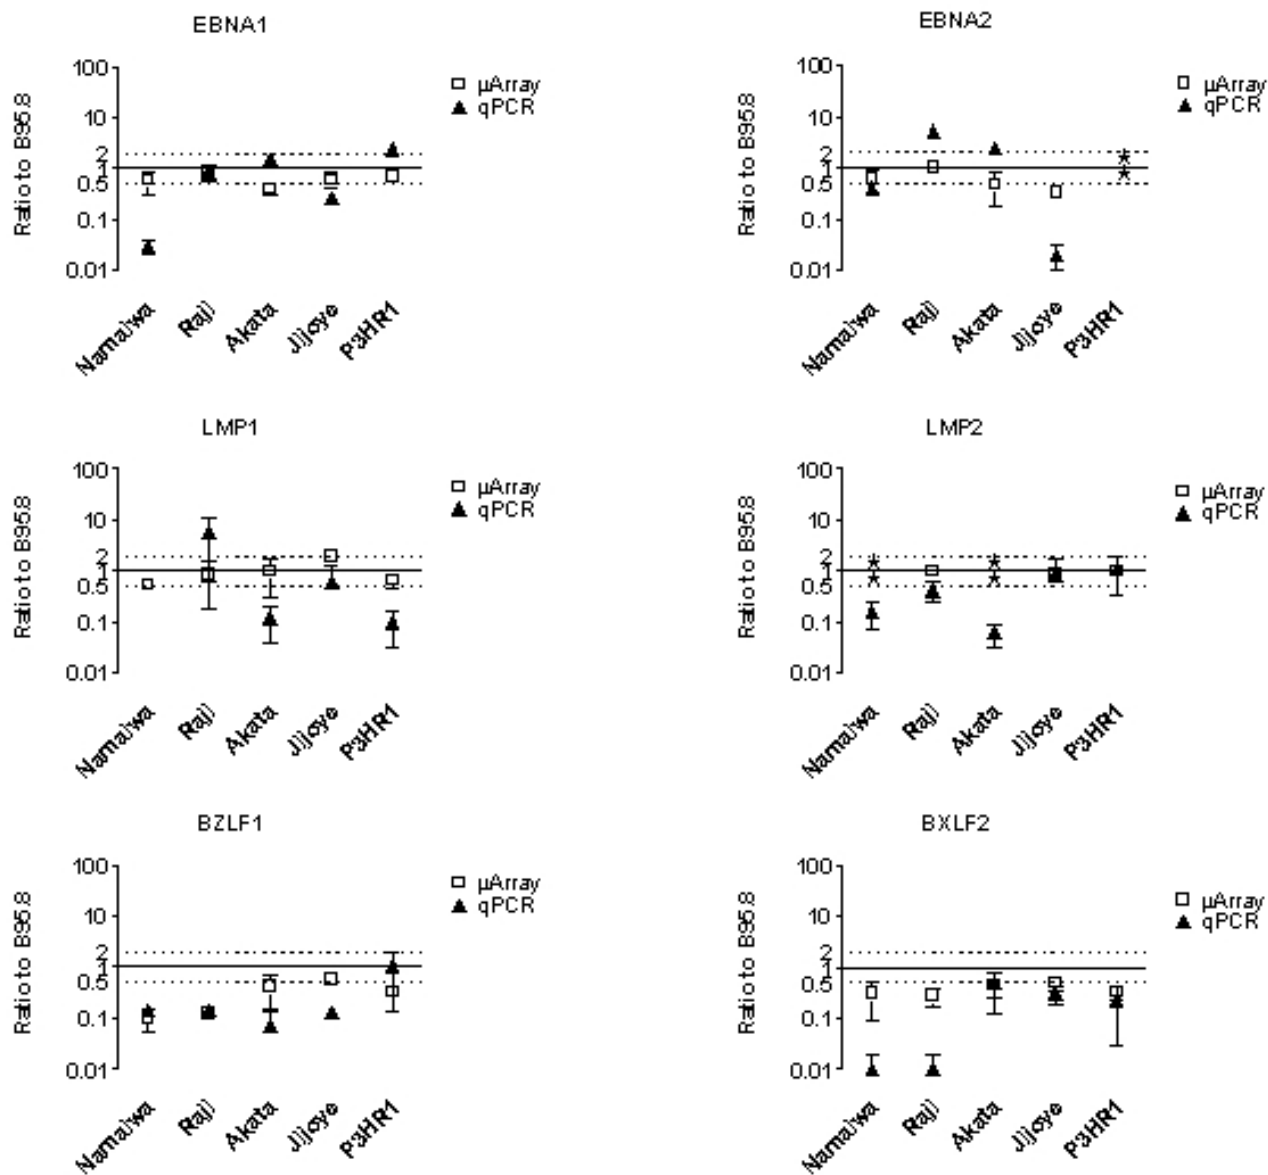 EBNA1
100
10
2
1
0.5
0.1
0.01
Ratio to B95.8
µArray
qPCR
Namalwa
Raji
Akata
Jijoye
P3HR1
EBNA2
100
10
2
1
0.5
0.1
0.01
Ratio to B95.8
µArray
qPCR
Namalwa
Raji
Akata
Jijoye
P3HR1
LMP1
100
10
2
1
0.5
0.1
0.01
Ratio to B95.8
µArray
qPCR
Namalwa
Raji
Akata
Jijoye
P3HR1
LMP2
100
10
2
1
0.5
0.1
0.01
Ratio to B95.8
µArray
qPCR
Namalwa
Raji
Akata
Jijoye
P3HR1
BZLF1
100
10
2
1
0.5
0.1
0.01
Ratio to B95.8
µArray
qPCR
Namalwa
Raji
Akata
Jijoye
P3HR1
BXLF2
100
10
2
1
0.5
0.1
0.01
Ratio to B95.8
µArray
qPCR
Namalwa
Raji
Akata
Jijoye
P3HR1